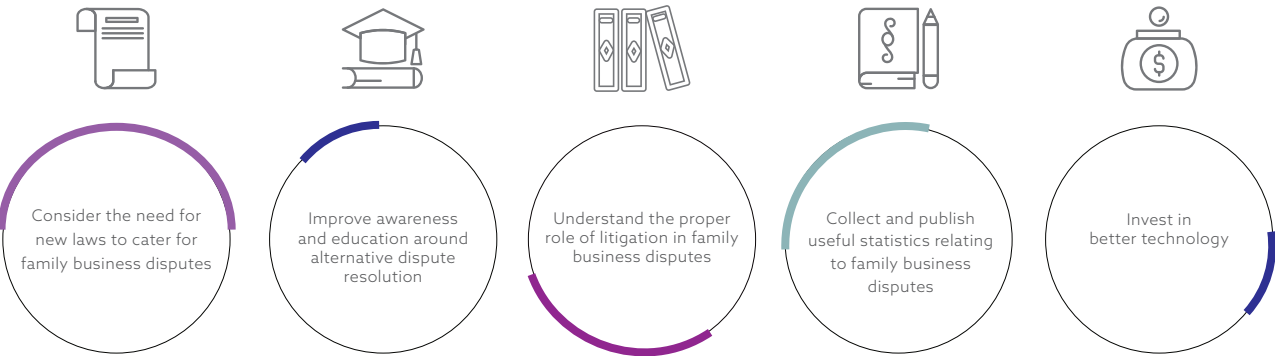 Consider the need for
new laws to cater for
family business disputes
Improve awareness
and education around
alternative dispute
resolution
Understand the proper
role of litigation in family
business disputes
Collect and publish
useful statistics relating
to family business
disputes
Invest in
better technology
$